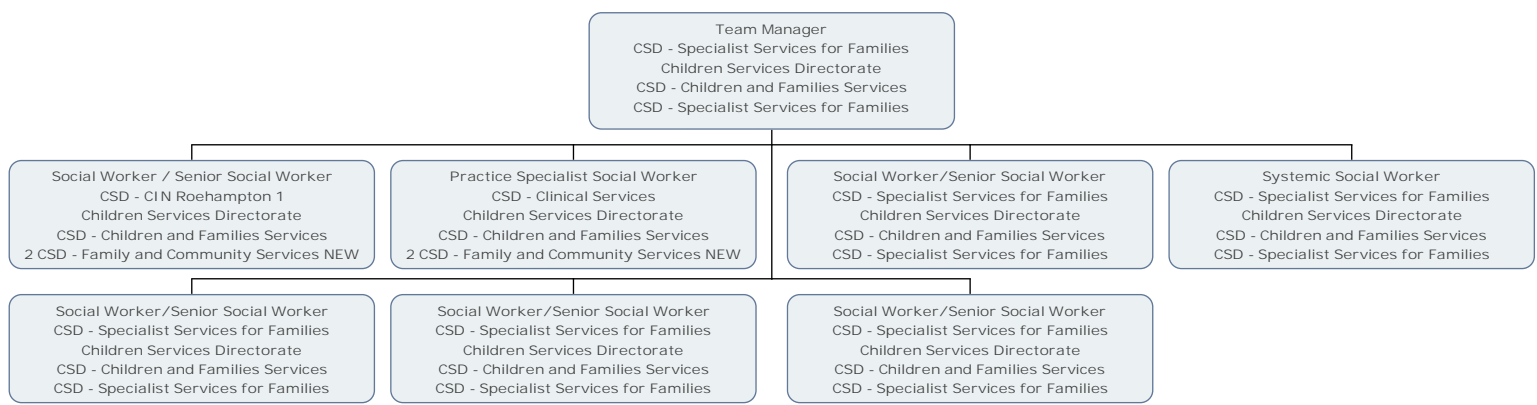 Team Manager
CSD - Specialist Services for Families
Children Services Directorate
CSD - Children and Families Services
CSD - Specialist Services for Families
Social Worker / Senior Social Worker
CSD - CIN Roehampton 1
Children Services Directorate
CSD - Children and Families Services
2 CSD - Family and Community Services NEW
Practice Specialist Social Worker
CSD - Clinical Services
Children Services Directorate
CSD - Children and Families Services
2 CSD - Family and Community Services NEW
Social Worker/Senior Social Worker
CSD - Specialist Services for Families
Children Services Directorate
CSD - Children and Families Services
CSD - Specialist Services for Families
Systemic Social Worker
CSD - Specialist Services for Families
Children Services Directorate
CSD - Children and Families Services
CSD - Specialist Services for Families
Social Worker/Senior Social Worker
CSD - Specialist Services for Families
Children Services Directorate
CSD - Children and Families Services
CSD - Specialist Services for Families
Social Worker/Senior Social Worker
CSD - Specialist Services for Families
Children Services Directorate
CSD - Children and Families Services
CSD - Specialist Services for Families
Social Worker/Senior Social Worker
CSD - Specialist Services for Families
Children Services Directorate
CSD - Children and Families Services
CSD - Specialist Services for Families